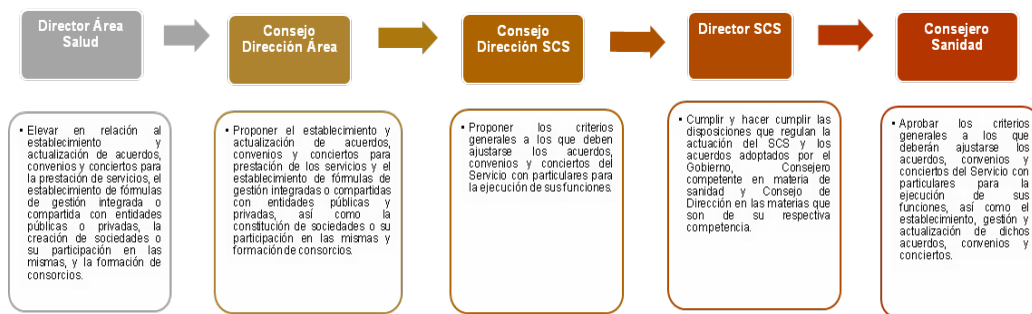 Director Área
Salud
Consejo
Dirección Área
Consejo
Dirección SCS
Director SCS
Consejero
Sanidad
• Elevar en relación al
establecimiento y
actualización de acuerdos,
convenios y conciertos para
la prestación de servicios, el
establecimiento de fórmulas
de gestión integrada o
compartida con entidades
públicas o privadas, la
creación de sociedades o
su participación en las
mismas, y la formación de
consorcios.
• Proponer el establecimiento y
actualización de acuerdos,
convenios y conciertos para
prestación de los servicios y el
establecimiento de fórmulas de
gestión integradas o compartidas
con entidades públicas y
privadas, así como la
constitución de sociedades o su
participación en las mismas y
formación de consorcios.
• Proponer los criterios
generales a los que deben
ajustarse los acuerdos,
convenios y conciertos del
Servicio con particulares para
la ejecución de sus funciones.
• Cumplir y hacer cumplir las
disposiciones que regulan la
actuación del SCS y los
acuerdos adoptados por el
Gobierno, Consejero
competente en materia de
sanidad y Consejo de
Dirección en las materias que
son de su respectiva
competencia.
• Aprobar los criterios
generales a los que
deberán ajustarse los
acuerdos, convenios y
conciertos del Servicio con
particulares para la
ejecución de sus
funciones, así como el
establecimiento, gestión y
actualización de dichos
acuerdos, convenios y
conciertos.